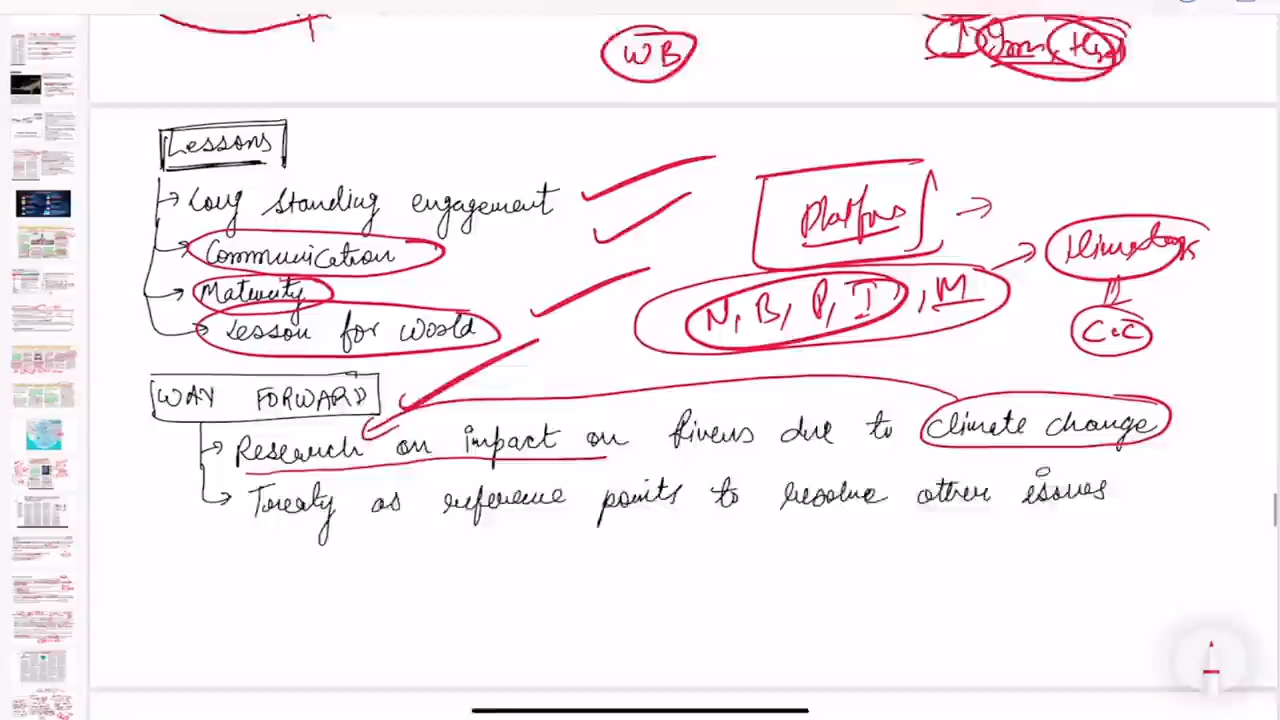 WB
Lessons
Long standing engagement
Communication
Maturity
Lesson for world
Platform
N, B, P, I, M
Himalayas
C.C
WAY FORWARD
Research on impact on Rivers due to climate change
Treaty as reference points to resolve other issues